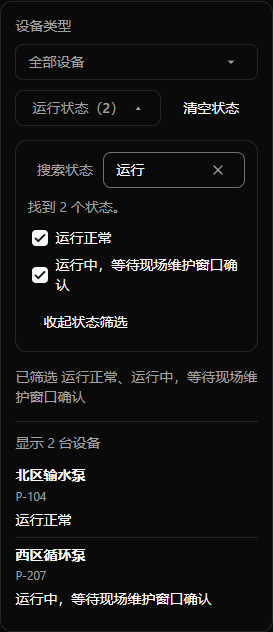 设备类型
全部设备
运行状态（2） 清空状态
搜索状态 运行
找到 2 个状态。
运行正常
运行中，等待现场维护窗口确
认
收起状态筛选
已筛选 运行正常、运行中，等待现场维
护窗口确认
显示 2 台设备
北区输水泵
P-104
运行正常
西区循环泵
P-207
运行中，等待现场维护窗口确认